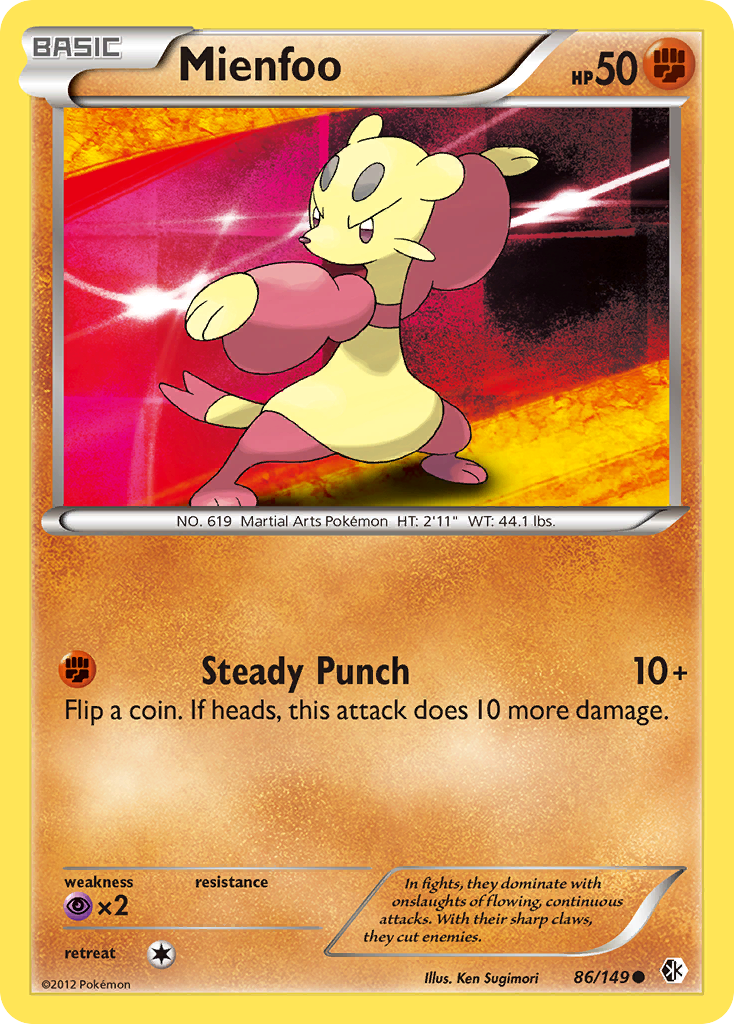 BASIC
Mienfoo
HP50
NO. 619 Martial Arts Pokémon HT: 2'11" WT: 44.1 lbs.
Steady Punch 10+
Flip a coin. If heads, this attack does 10 more damage.
weakness resistance
×2
retreat
In fights, they dominate with
onslaughts of flowing, continuous
attacks. With their sharp claws,
they cut enemies.
©2012 Pokémon
Illus. Ken Sugimori 86/149